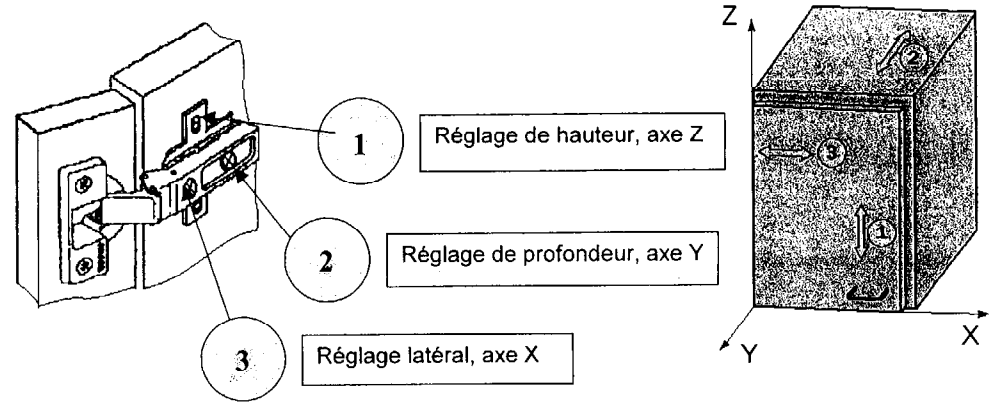 Z
2
1
Réglage de hauteur, axe Z
3
1
2
Réglage de profondeur, axe Y
3
Réglage latéral, axe X
Y
X